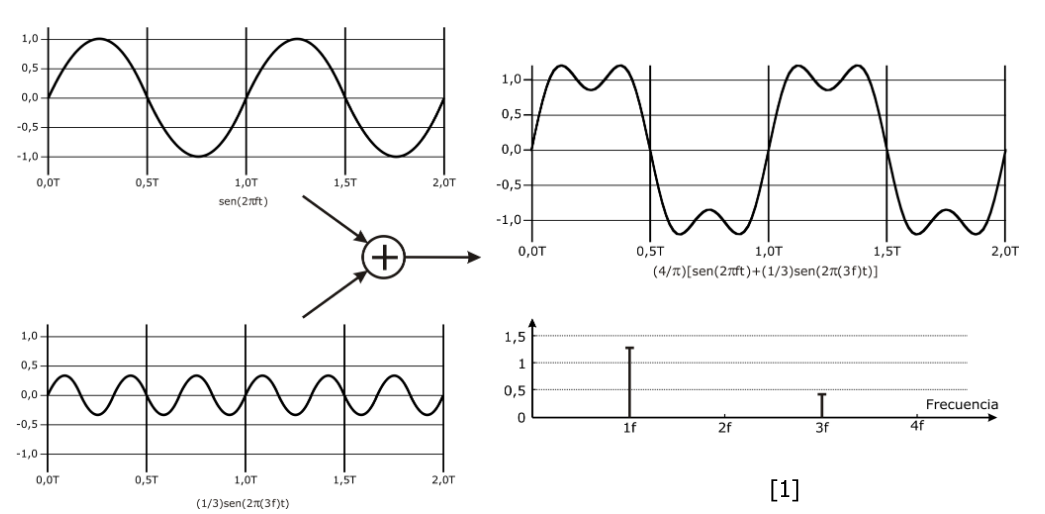 1,0
0,5
0,0
-0,5
-1,0
0,0T 0,5T 1,0T 1,5T 2,0T
sen(2πft)
1,0
0,5
0,0
-0,5
-1,0
0,0T 0,5T 1,0T 1,5T 2,0T
(1/3)sen(2π(3f)t)
1,0
0,5
0,0
-0,5
-1,0
0,0T 0,5T 1,0T 1,5T 2,0T
(4/π)[sen(2πft)+(1/3)sen(2π(3f)t)]
1,5
1
0,5
0
Frecuencia
1f 2f 3f 4f
[1]